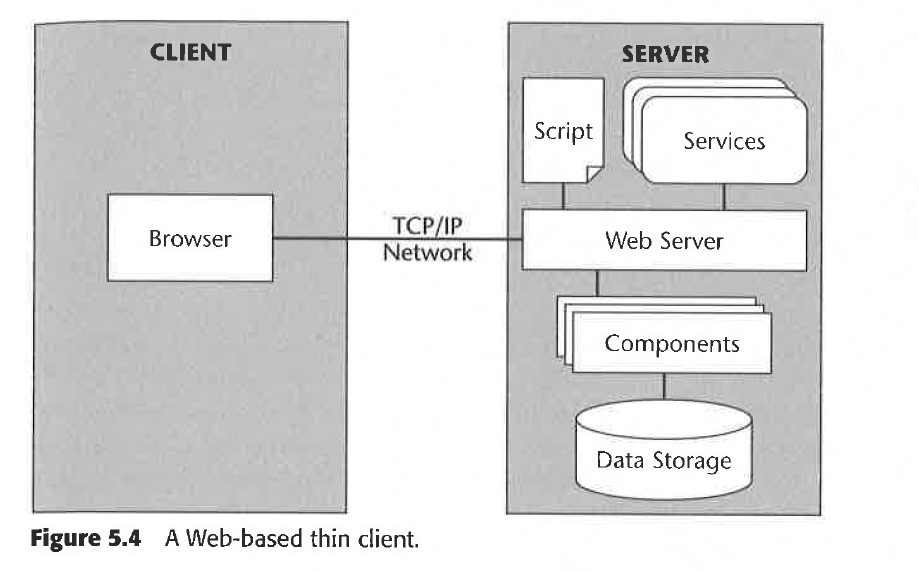 CLIENT
SERVER
Script
Services
Browser
TCP/IP
Network
Web Server
Components
Data Storage
Figure 5.4 A Web-based thin client.